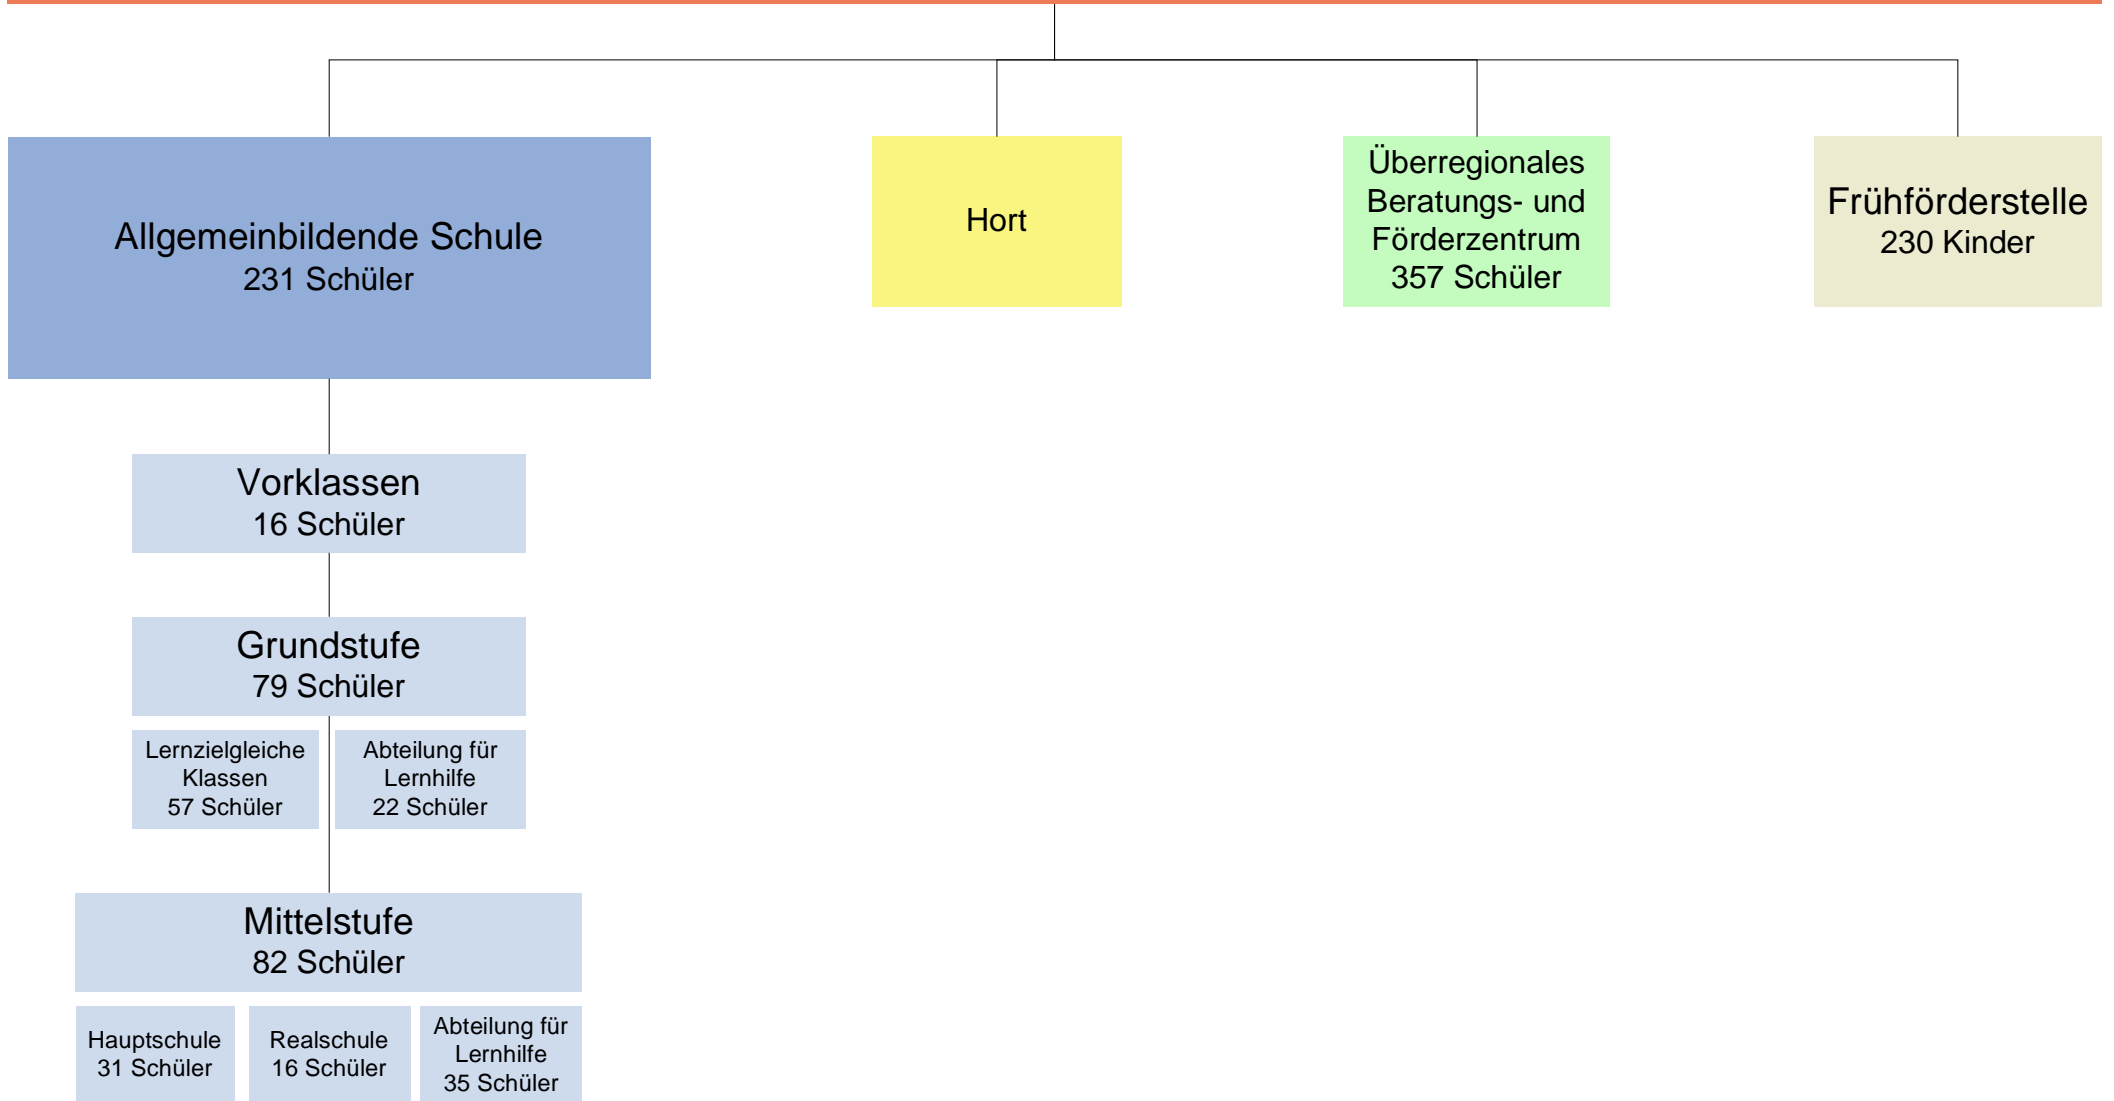 Allgemeinbildende Schule
231 Schüler
Hort
Überregionales
Beratungs- und
Förderzentrum
357 Schüler
Frühförderstelle
230 Kinder
Vorklassen
16 Schüler
Grundstufe
79 Schüler
Lernzielgleiche
Klassen
57 Schüler
Abteilung für
Lernhilfe
22 Schüler
Mittelstufe
82 Schüler
Hauptschule
31 Schüler
Realschule
16 Schüler
Abteilung für
Lernhilfe
35 Schüler